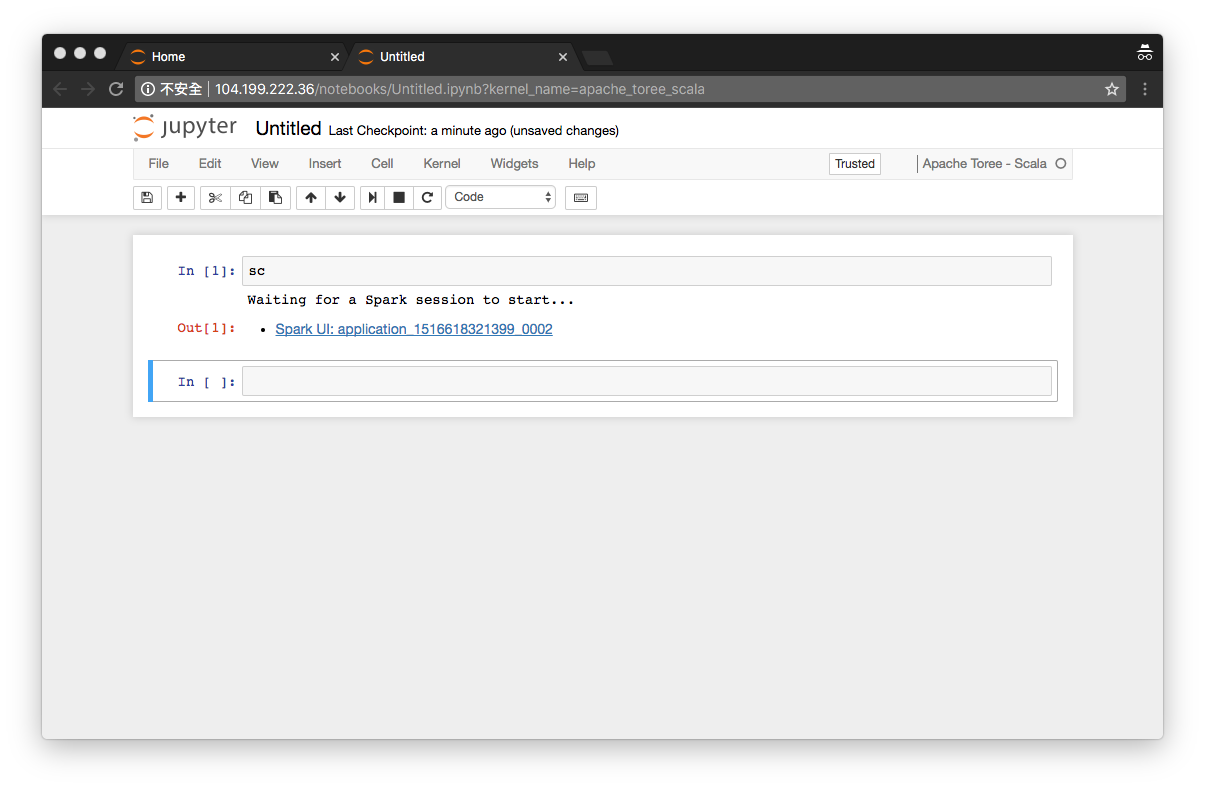 Home
Untitled
不安全 104.199.222.36/notebooks/Untitled.ipynb?kernel_name=apache_toree_scala
jupyter Untitled Last Checkpoint: a minute ago (unsaved changes)
File Edit View Insert Cell Kernel Widgets Help Trusted Apache Toree - Scala
Code
In [1]: sc
Waiting for a Spark session to start...
Out[1]: • Spark UI: application_1516618321399_0002
In [ ]: